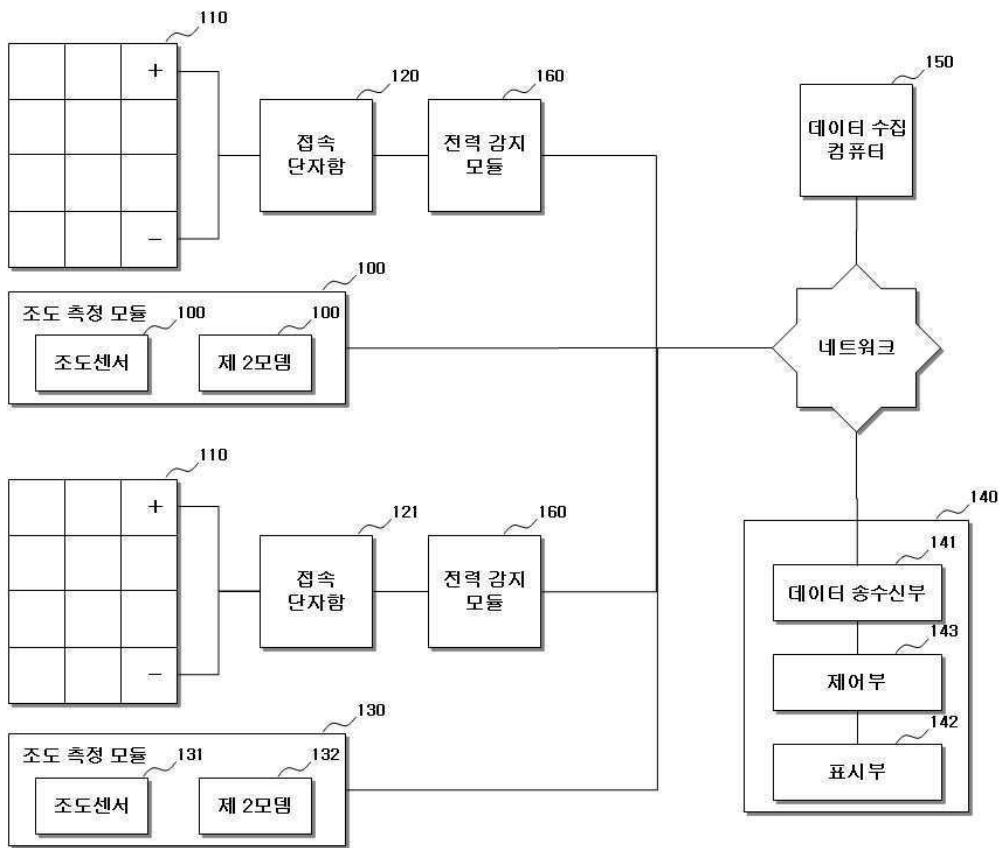 110
+
−
120
접속
단자함
160
전력 감지
모듈
150
데이터 수집
컴퓨터
100
조도 측정 모듈
100
조도센서
100
제 2모뎀
네트워크
110
+
−
121
접속
단자함
160
전력 감지
모듈
140
141
데이터 송수신부
143
제어부
142
표시부
130
조도 측정 모듈
131
조도센서
132
제 2모뎀